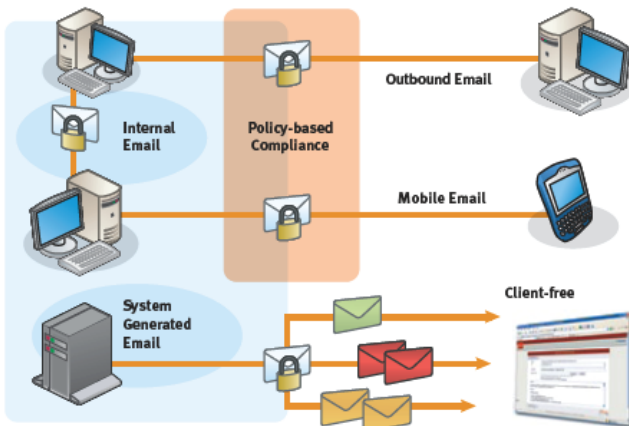 Outbound Email
Internal
Email
Policy-based
Compliance
Mobile Email
System
Generated
Email
Client-free